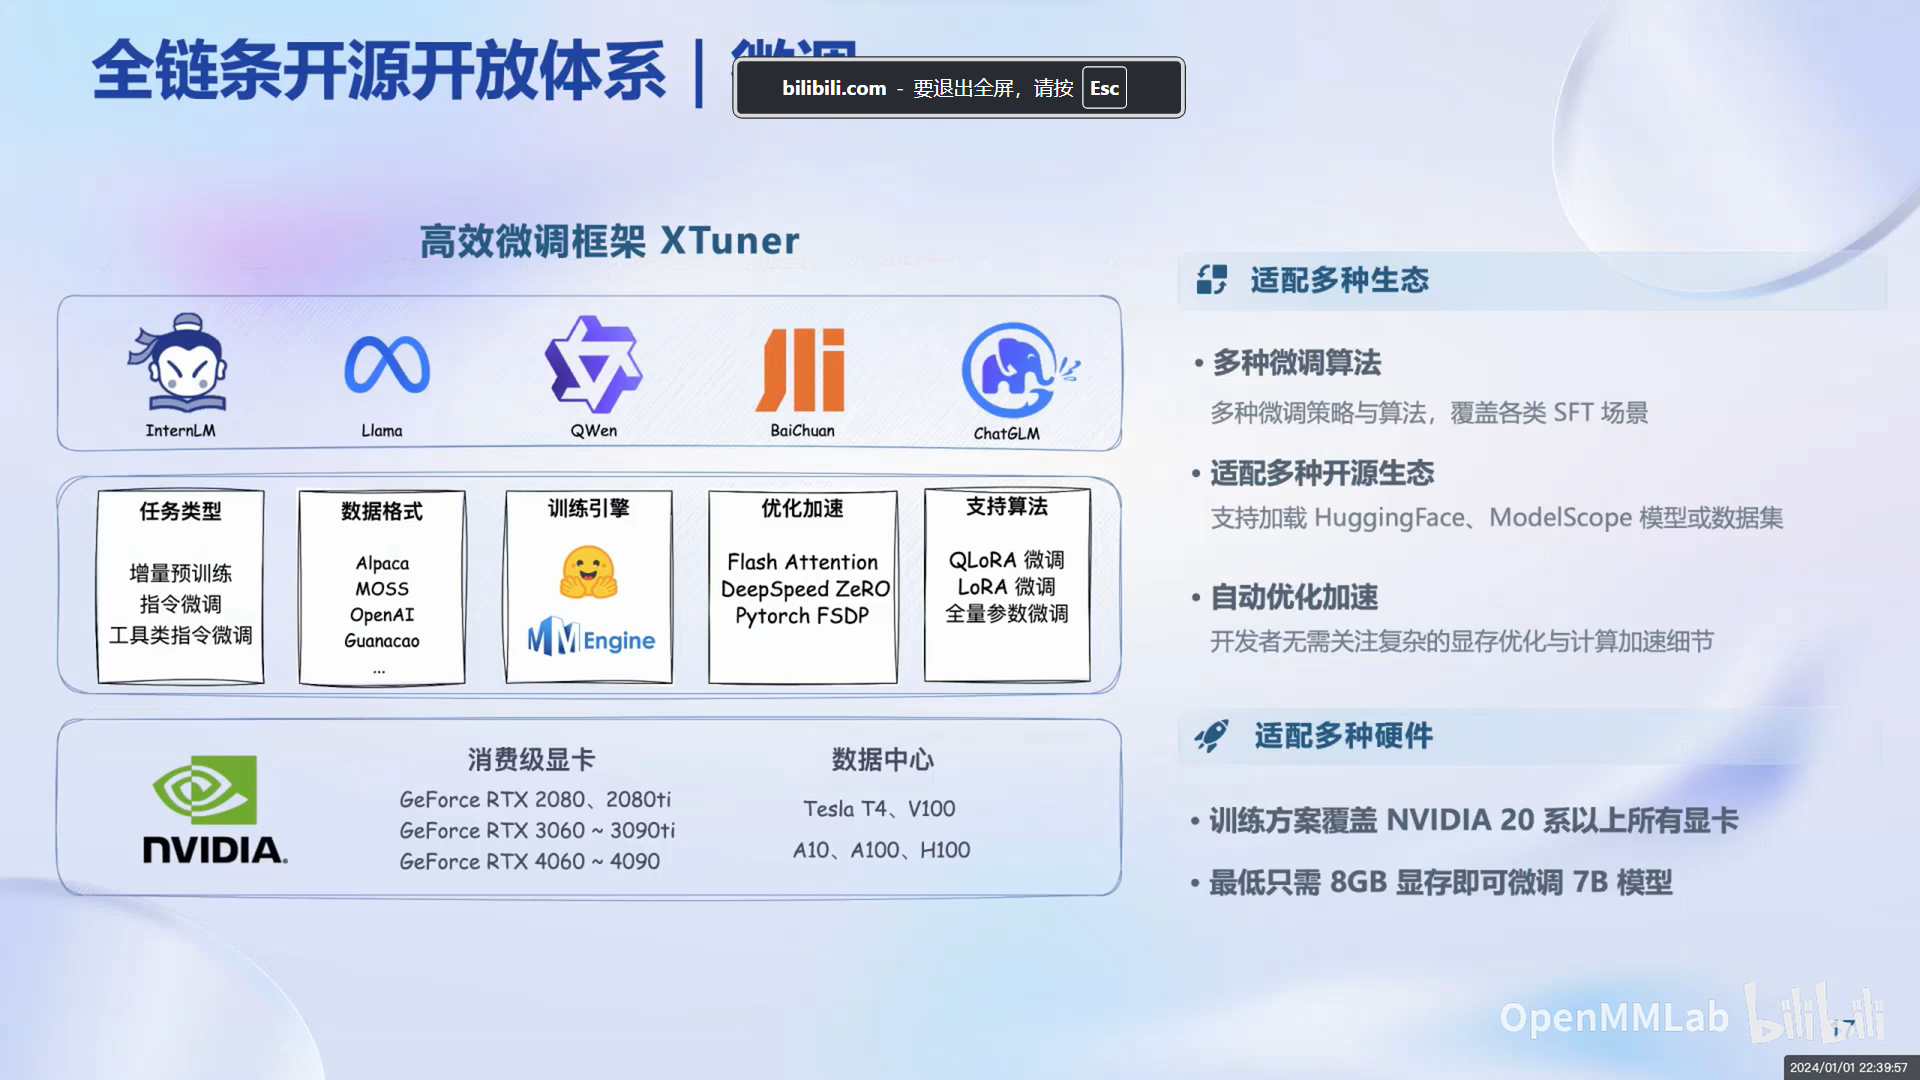 全链条开源开放体系 | 微调
bilibili.com - 要退出全屏，请按 Esc
高效微调框架 XTuner
InternLM
Llama
QWen
BaiChuan
ChatGLM
任务类型
增量预训练
指令微调
工具类指令微调
数据格式
Alpaca
MOSS
OpenAI
Guanacao
...
训练引擎
MMEngine
优化加速
Flash Attention
DeepSpeed ZeRO
Pytorch FSDP
支持算法
QLoRA 微调
LoRA 微调
全量参数微调
NVIDIA.
消费级显卡
GeForce RTX 2080、2080ti
GeForce RTX 3060 ~ 3090ti
GeForce RTX 4060 ~ 4090
数据中心
Tesla T4、V100
A10、A100、H100
适配多种生态
• 多种微调算法
多种微调策略与算法，覆盖各类 SFT 场景
• 适配多种开源生态
支持加载 HuggingFace、ModelScope 模型或数据集
• 自动优化加速
开发者无需关注复杂的显存优化与计算加速细节
适配多种硬件
• 训练方案覆盖 NVIDIA 20 系以上所有显卡
• 最低只需 8GB 显存即可微调 7B 模型
OpenMMLab bilibili
17
2024/01/01 22:39:57